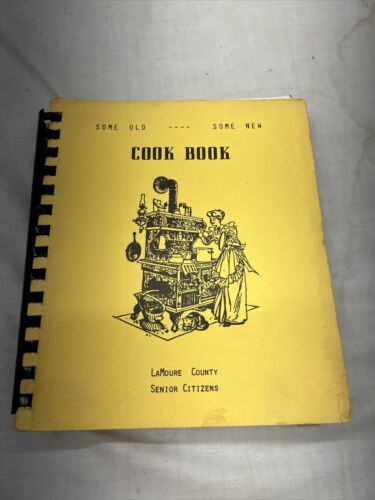 SOME OLD ---- SOME NEW
COOK BOOK
LAMOURE COUNTY
SENIOR CITIZENS